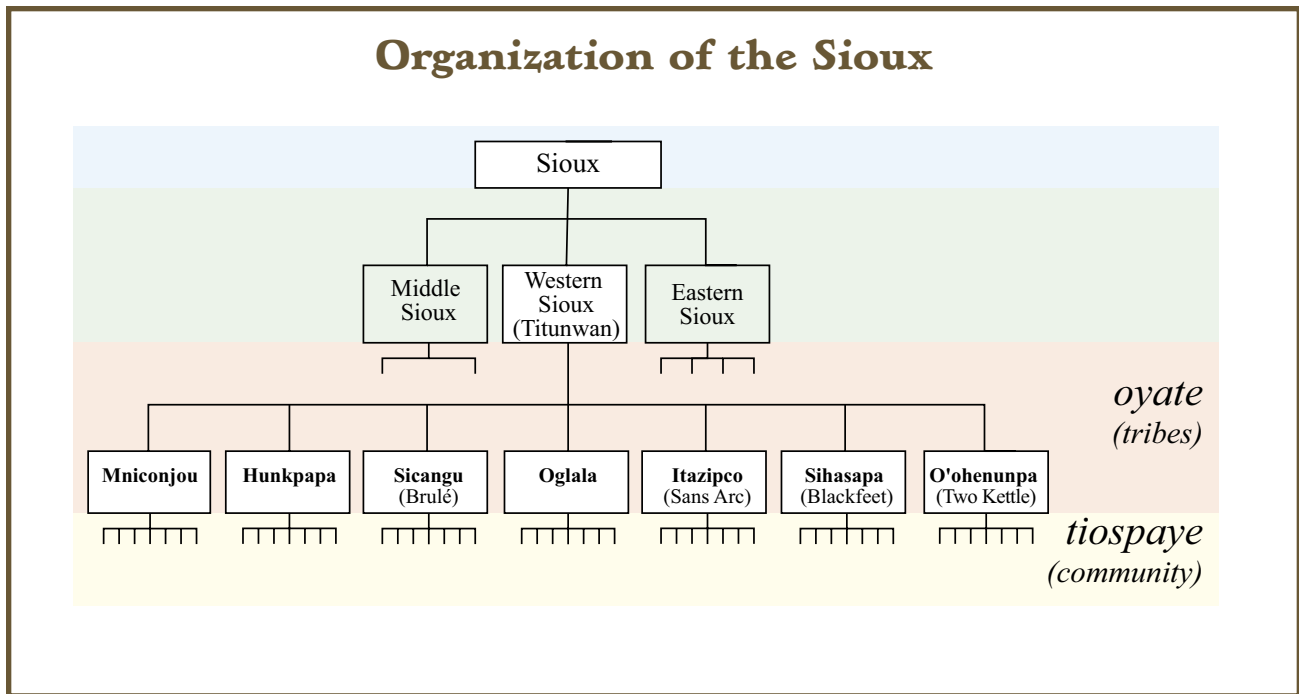 Organization of the Sioux
Sioux
Middle
Sioux
Western
Sioux
(Titunwan)
Eastern
Sioux
oyate
(tribes)
Mniconjou
Hunkpapa
Sicangu
(Brulé)
Oglala
Itazipco
(Sans Arc)
Sihasapa
(Blackfeet)
O'ohenunpa
(Two Kettle)
tiospaye
(community)